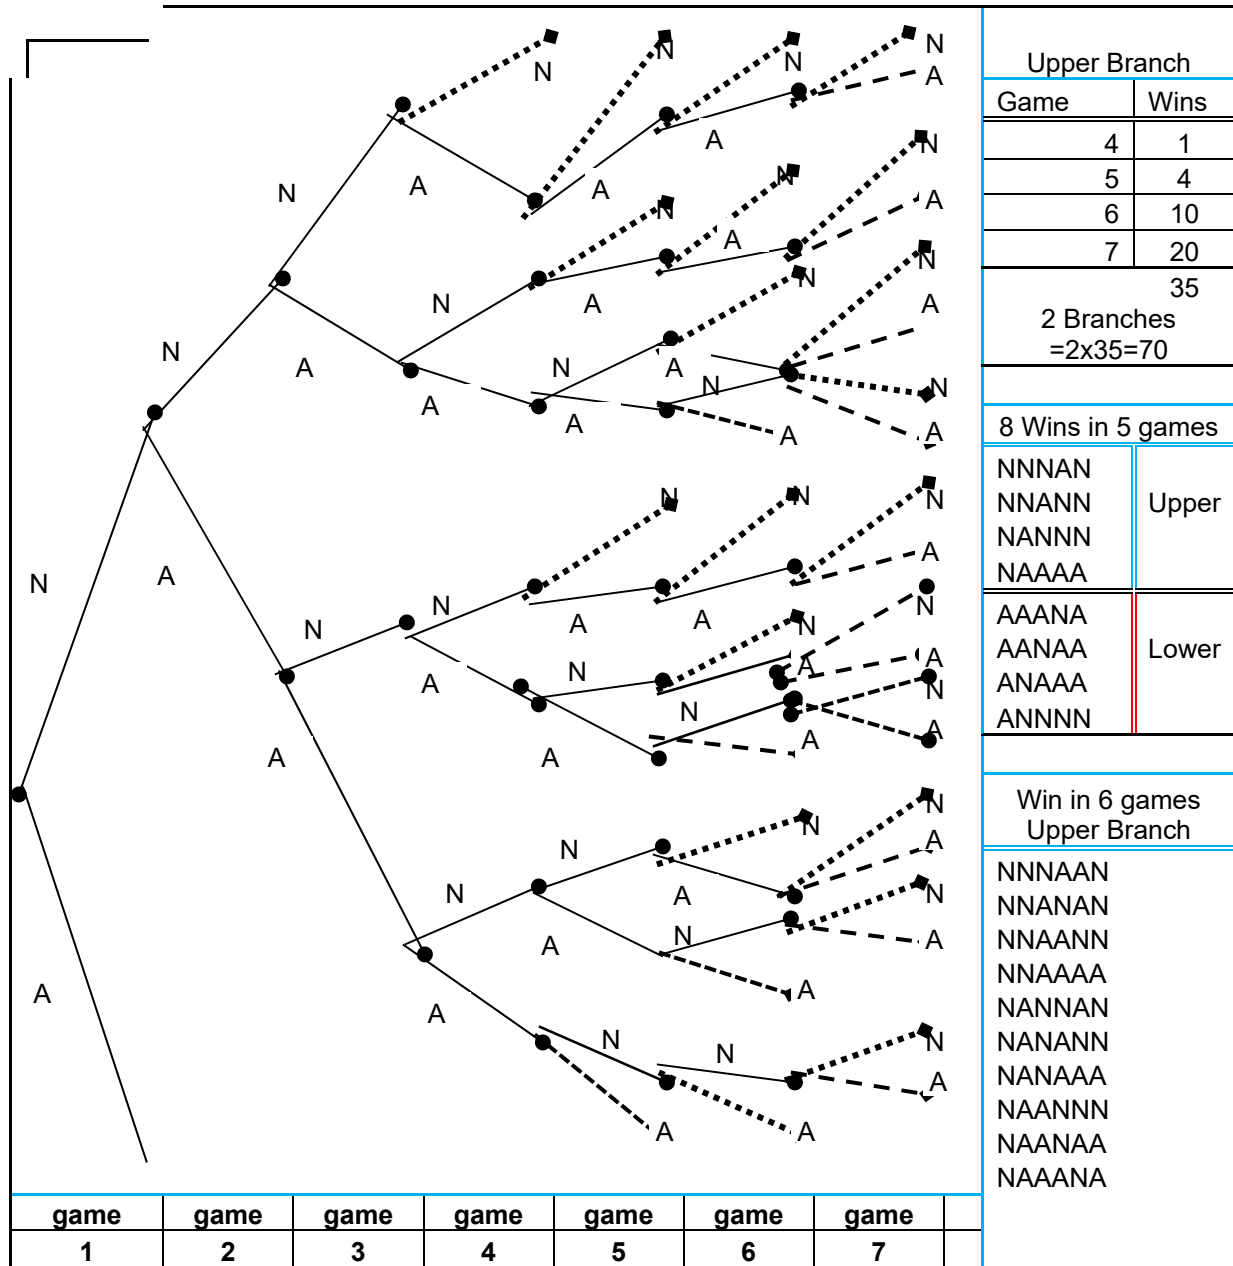 N N
N
N A
A N
N
A A
N A
N
A
N
N
N A A
N
A N A
N N
A
A A A
N N N
A
A
N
N N
N A A N
A A
N A N
N
A A
A A
N
N
A
N
N A N
N A
A
A A
A
N N N
A
A A
game game game game game game game
1 2 3 4 5 6 7
Upper Branch
Game Wins
4 1
5 4
6 10
7 20
35
2 Branches
=2x35=70
8 Wins in 5 games
NNNAN
NNANN Upper
NANNN
NAAAA
AAANA
AANAA Lower
ANAAA
ANNNN
Win in 6 games
Upper Branch
NNNAAN
NNANAN
NNAANN
NNAAAA
NANNAN
NANANN
NANAAA
NAANNN
NAANAA
NAAANA